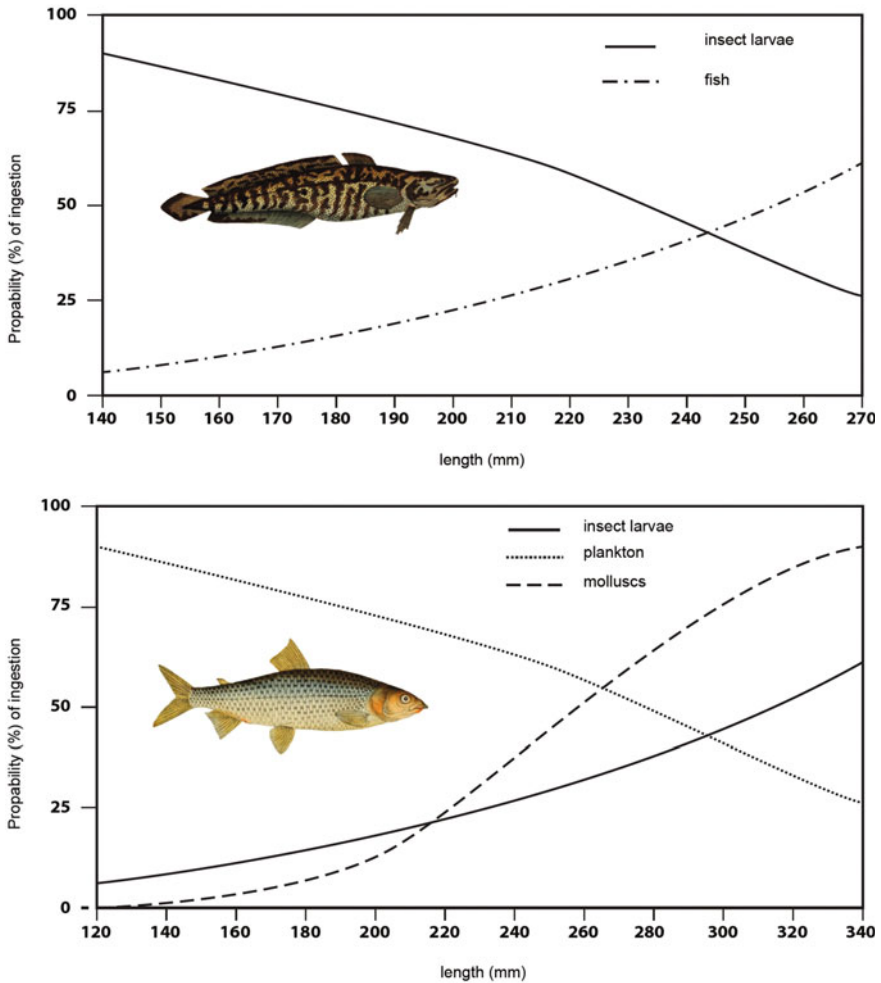 100
75
50
25
0
Propability (%) of ingestion
insect larvae
fish
140 150 160 170 180 190 200 210 220 230 240 250 260 270
length (mm)
100
75
50
25
0
Propability (%) of ingestion
insect larvae
plankton
molluscs
120 140 160 180 200 220 240 260 280 300 320 340
length (mm)